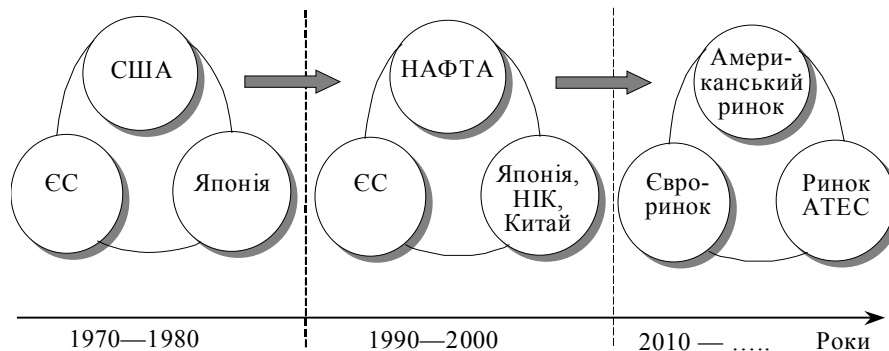 США
ЄС
Японія
НАФТА
ЄС
Японія,
НІК,
Китай
Амери-
канський
ринок
Євро-
ринок
Ринок
АТЕС
1970—1980
1990—2000
2010 — …..
Роки